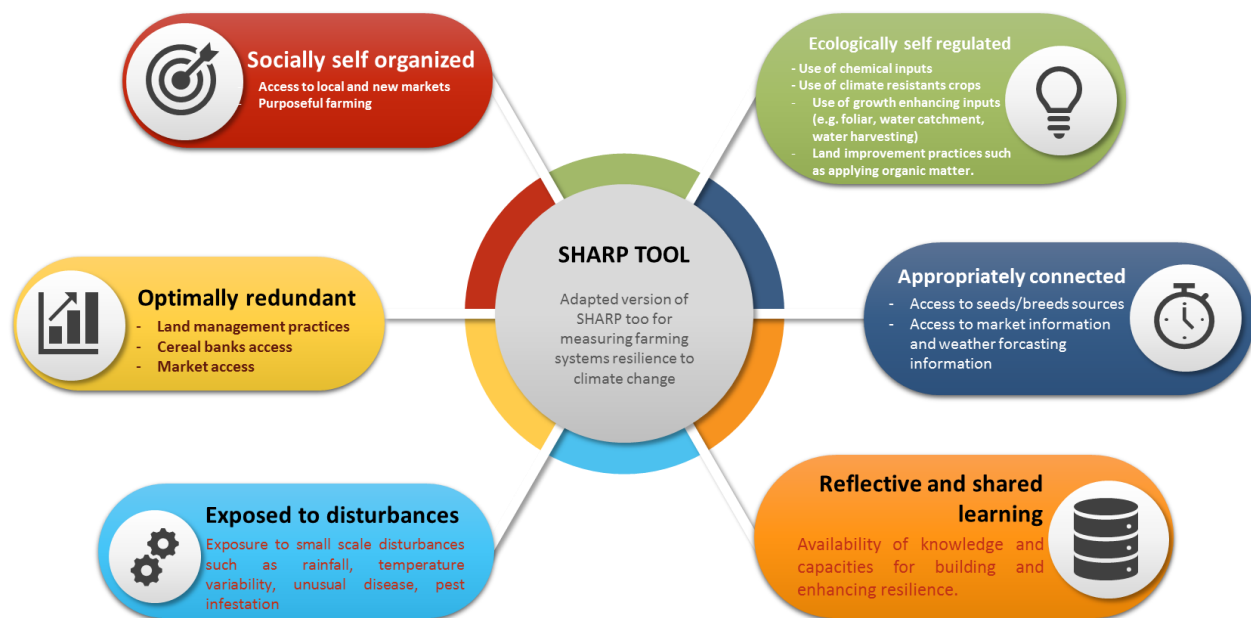 Socially self organized
Access to local and new markets
- Purposeful farming
Ecologically self regulated
- Use of chemical inputs
- Use of climate resistants crops
- Use of growth enhancing inputs
(e.g. foliar, water catchment,
water harvesting)
- Land improvement practices such
as applying organic matter.
SHARP TOOL
Adapted version of
SHARP too for
measuring farming
systems resilience to
climate change
Optimally redundant
- Land management practices
- Cereal banks access
- Market access
Appropriately connected
- Access to seeds/breeds sources
- Access to market information
and weather forcasting
information
Exposed to disturbances
Exposure to small scale disturbances
such as rainfall, temperature
variability, unusual disease, pest
infestation
Reflective and shared
learning
Availability of knowledge and
capacities for building and
enhancing resilience.